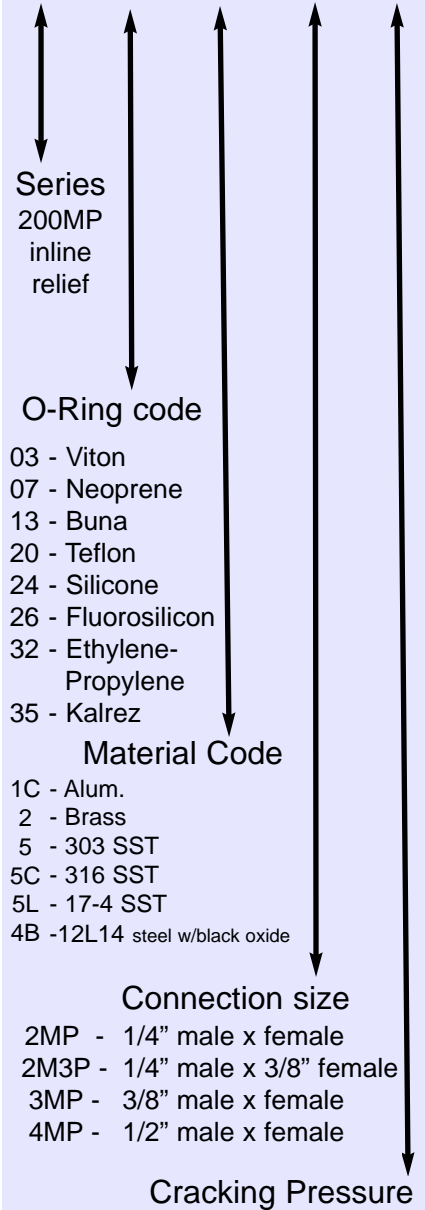 Series
200MP
inline
relief
O-Ring code
03 - Viton
07 - Neoprene
13 - Buna
20 - Teflon
24 - Silicone
26 - Fluorosilicon
32 - Ethylene-
Propylene
35 - Kalrez
Material Code
1C - Alum.
2 - Brass
5 - 303 SST
5C - 316 SST
5L - 17-4 SST
4B -12L14 steel w/black oxide
Connection size
2MP - 1/4” male x female
2M3P - 1/4” male x 3/8” female
3MP - 3/8” male x female
4MP - 1/2” male x female
Cracking Pressure